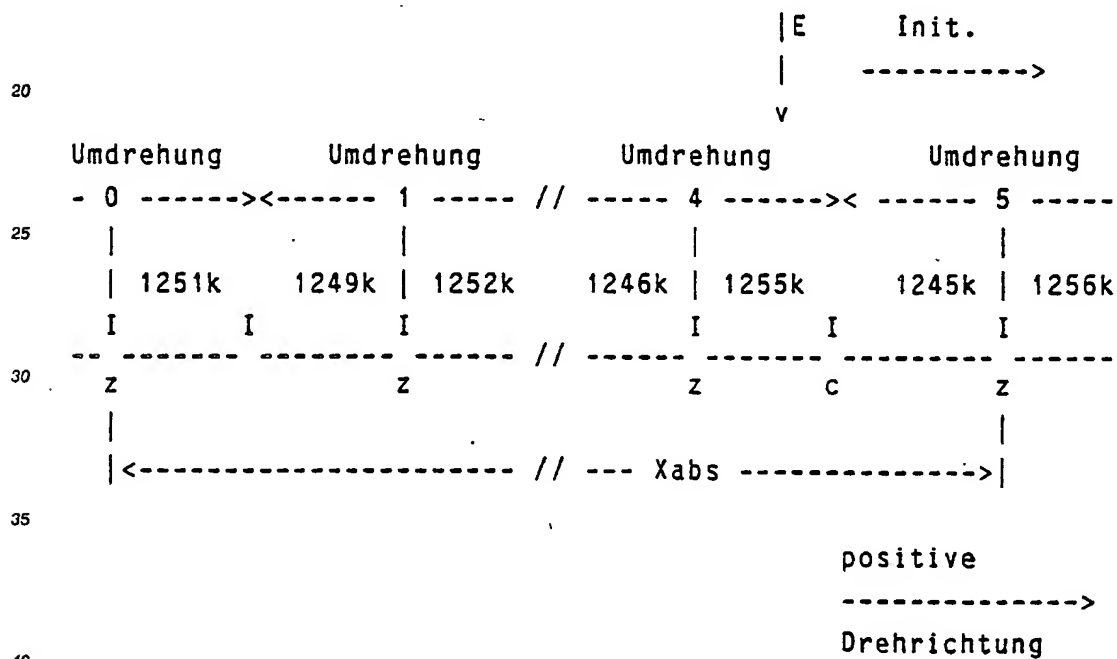 |E Init.
20 | ---------->
v
Umdrehung Umdrehung Umdrehung Umdrehung
- 0 ------><------ 1 ----- // ----- 4 ------>< ------ 5 -----
25 | | | |
| 1251k 1249k | 1252k 1246k | 1255k 1245k | 1256k
I I I I I I
-- ------ ------- ------ // ------ ------- -------- -----
30 z z z c z
| |
|<---------------------- // --- Xabs -------------->|
35
positive
-------------->
Drehrichtung